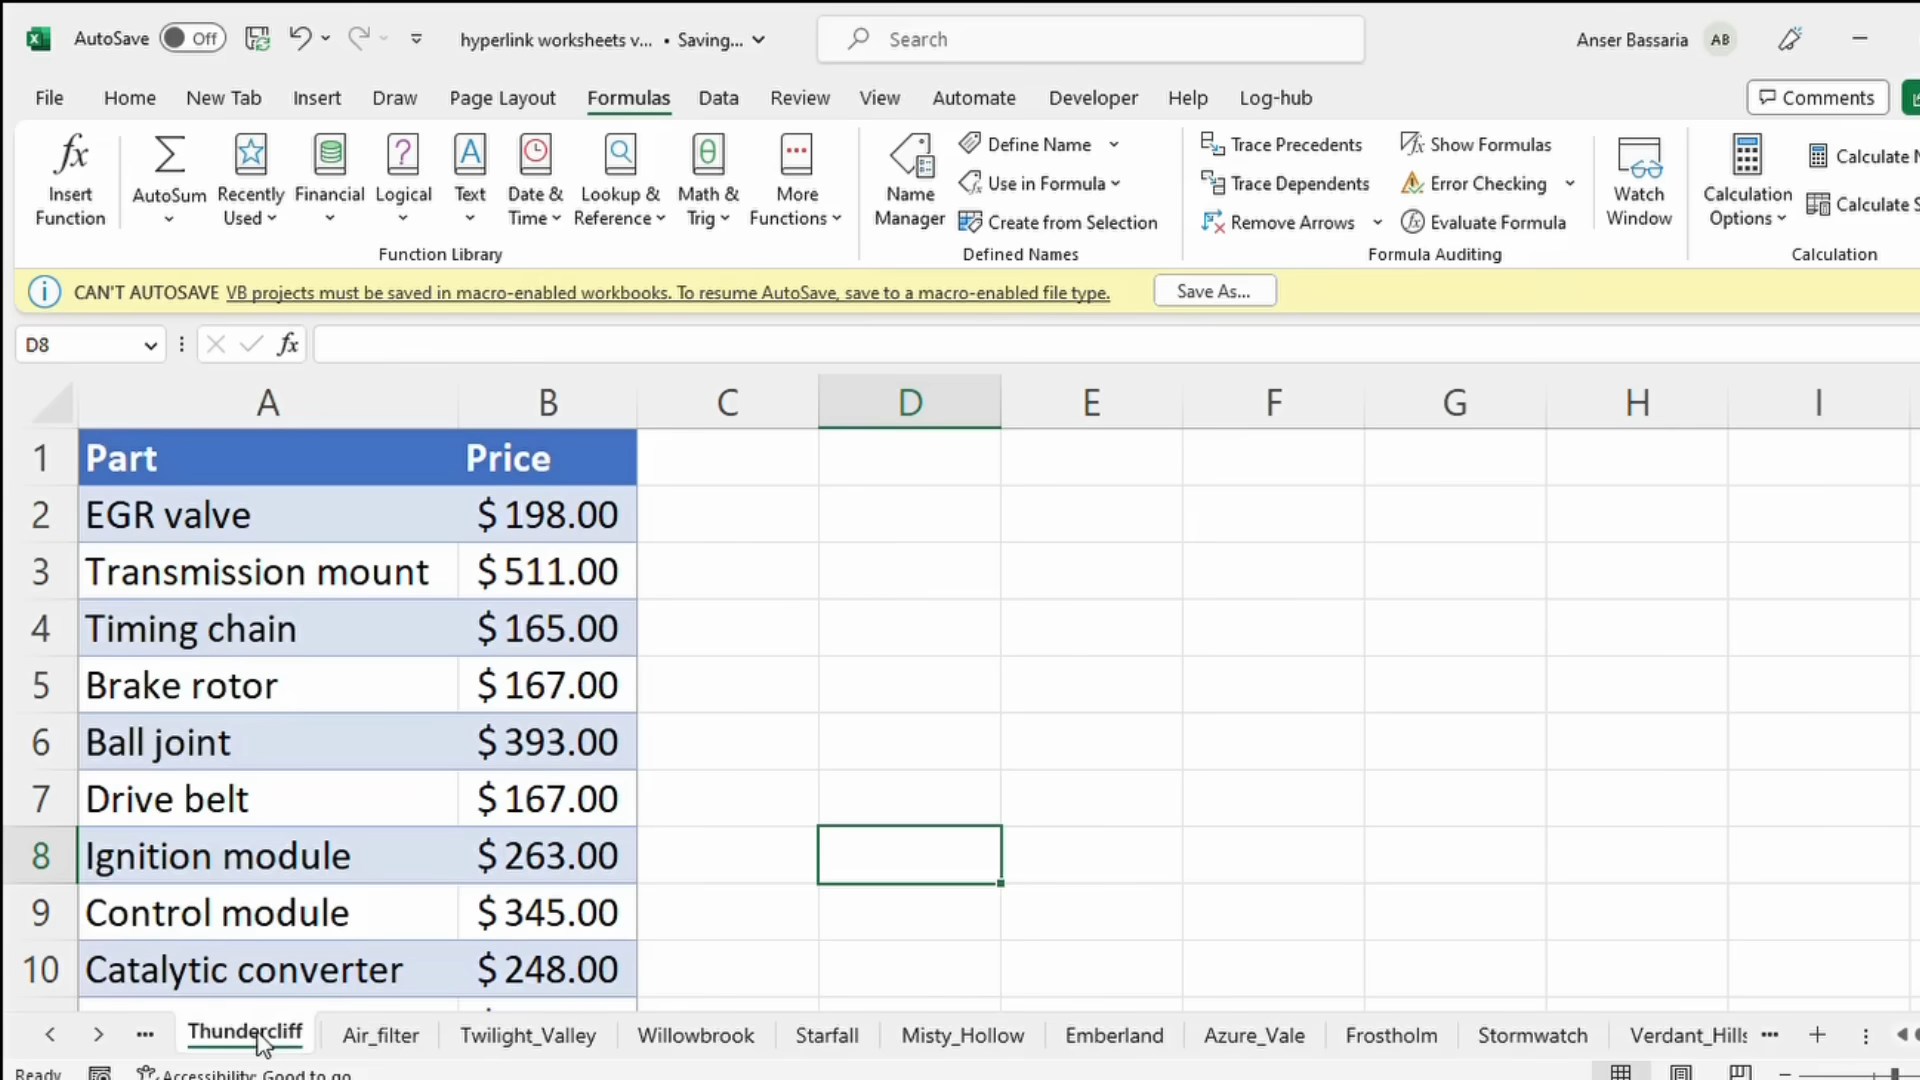 AutoSave Off hyperlink worksheets v... • Saving... Search Anser Bassaria AB
File Home New Tab Insert Draw Page Layout Formulas Data Review View Automate Developer Help Log-hub Comments
Insert Function AutoSum Recently Used Financial Logical Text Date & Time Lookup & Reference Math & Trig More Functions
Function Library
Name Manager Define Name
Use in Formula
Create from Selection
Defined Names
Trace Precedents Show Formulas
Trace Dependents Error Checking
Remove Arrows Evaluate Formula
Formula Auditing
Watch Window
Calculation Options Calculate
Calculate
Calculation
CAN'T AUTOSAVE VB projects must be saved in macro-enabled workbooks. To resume AutoSave, save to a macro-enabled file type. Save As...
D8 fx
A B C D E F G H I
1 Part Price
2 EGR valve $ 198.00
3 Transmission mount $ 511.00
4 Timing chain $ 165.00
5 Brake rotor $ 167.00
6 Ball joint $ 393.00
7 Drive belt $ 167.00
8 Ignition module $ 263.00
9 Control module $ 345.00
10 Catalytic converter $ 248.00
Thundercliff Air_filter Twilight_Valley Willowbrook Starfall Misty_Hollow Emberland Azure_Vale Frostholm Stormwatch Verdant_Hills
Ready Accessibility: Good to go